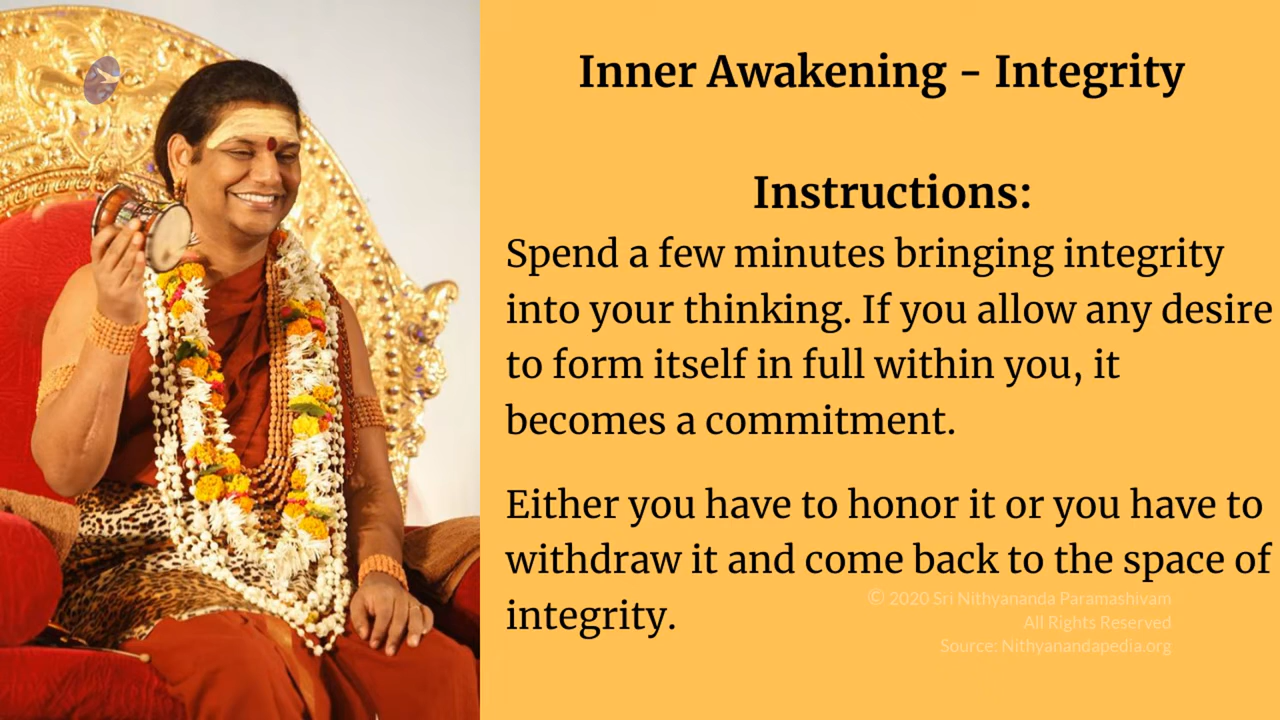 Inner Awakening - Integrity
Instructions:
Spend a few minutes bringing integrity
into your thinking. If you allow any desire
to form itself in full within you, it
becomes a commitment.
Either you have to honor it or you have to
withdraw it and come back to the space of
integrity.
© 2020 Sri Nithyananda Paramashivam
All Rights Reserved
Source: Nithyanandapedia.org